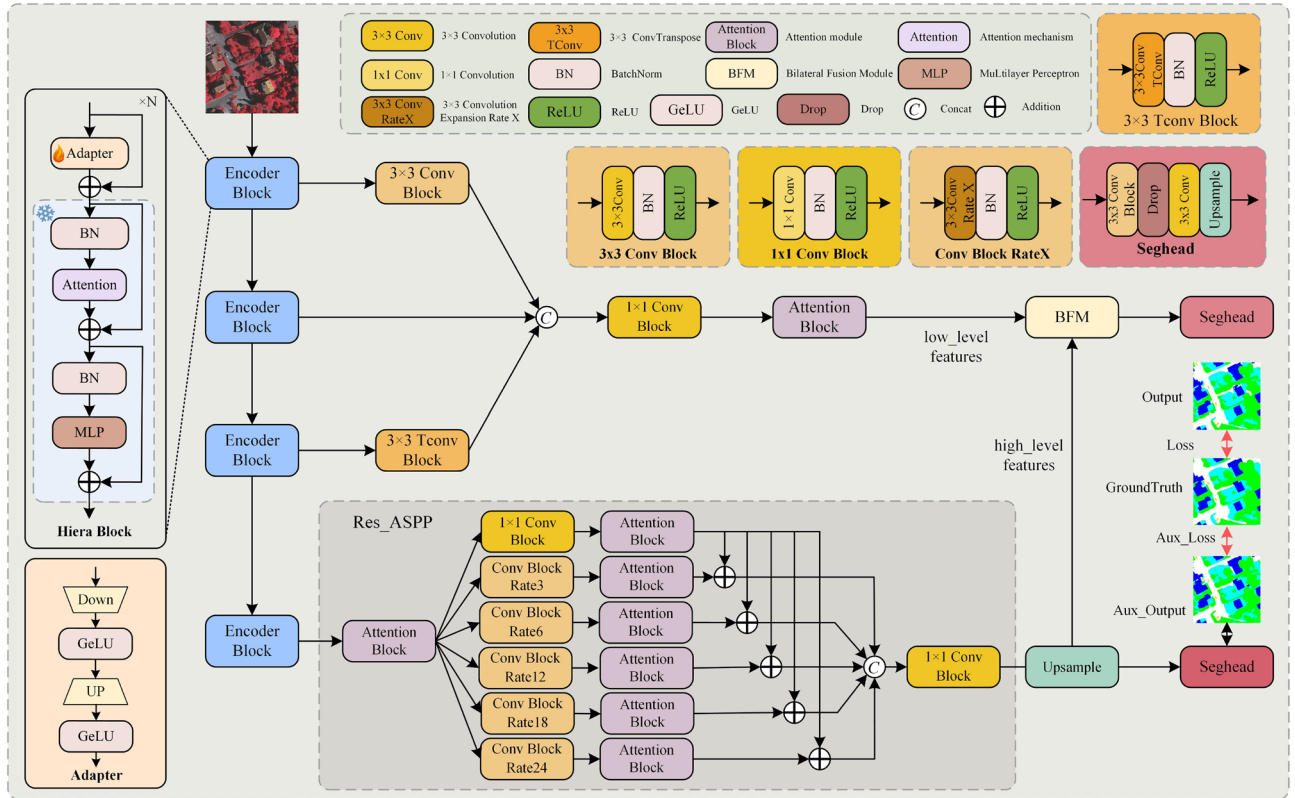 3×3 Conv
3×3 Convolution
3x3
TConv
3×3 ConvTranspose
Attention
Block
Attention module
Attention
Attention mechanism
1x1 Conv
1×1 Convolution
BN
BatchNorm
BFM
Bilateral Fusion Module
MLP
MuLtilayer Perceptron
3x3 Conv
RateX
3×3 Convolution
Expansion Rate X
ReLU
ReLU
GeLU
GeLU
Drop
Drop
C
Concat
Addition
3×3Conv
TConv
BN
ReLU
3×3 Tconv Block
×N
Adapter
BN
Attention
BN
MLP
Hiera Block
Down
GeLU
UP
GeLU
Adapter
Encoder
Block
3×3 Conv
Block
3×3Conv
BN
ReLU
3x3 Conv Block
1×1 Conv
BN
ReLU
1x1 Conv Block
3×3Conv
Rate X
BN
ReLU
Conv Block RateX
3x3 Conv
Block
Drop
3x3 Conv
Upsample
Seghead
Encoder
Block
C
1×1 Conv
Block
Attention
Block
low_level
features
BFM
Seghead
Encoder
Block
3×3 Tconv
Block
high_level
features
Output
Loss
GroundTruth
Aux_Loss
Aux_Output
Res_ASPP
Encoder
Block
Attention
Block
1×1 Conv
Block
Attention
Block
Conv Block
Rate3
Attention
Block
Conv Block
Rate6
Attention
Block
Conv Block
Rate12
Attention
Block
Conv Block
Rate18
Attention
Block
Conv Block
Rate24
Attention
Block
C
1×1 Conv
Block
Upsample
Seghead